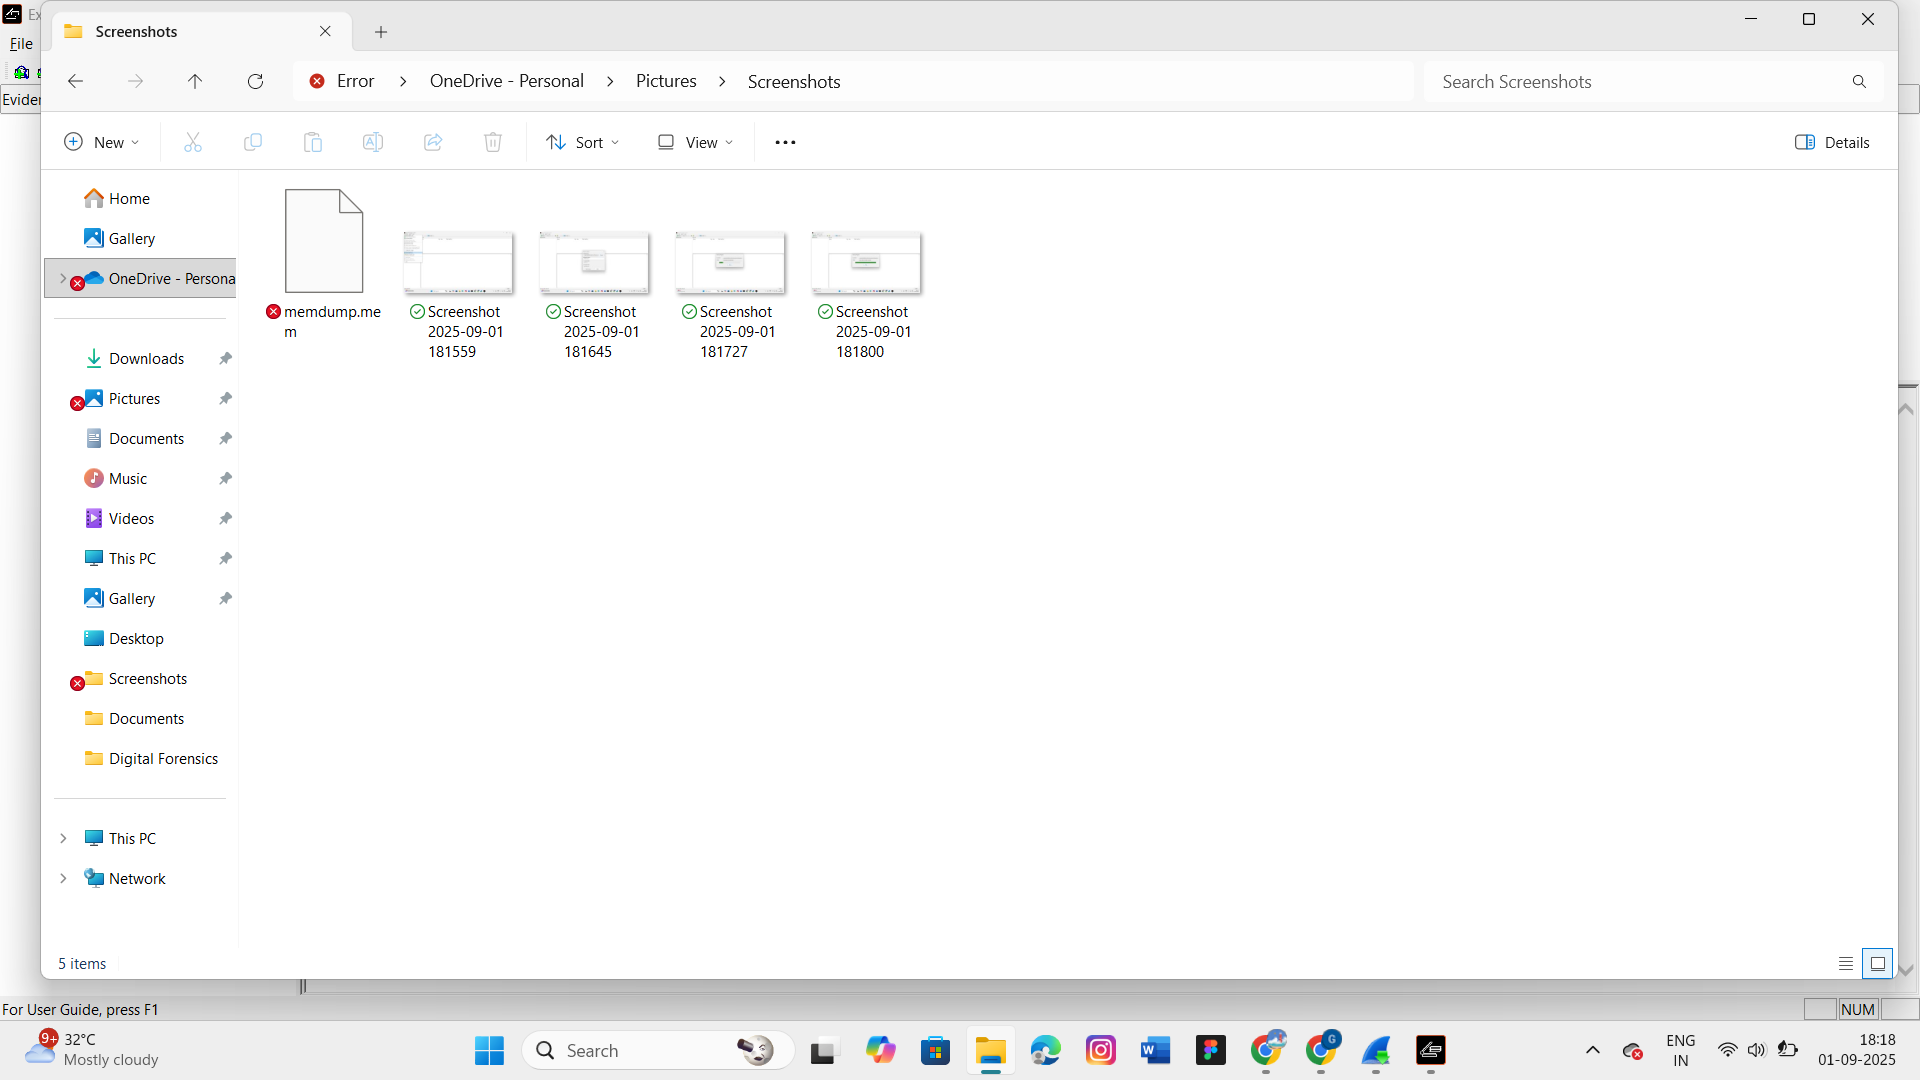 Ex
Screenshots
File
Error > OneDrive - Personal > Pictures > Screenshots
Search Screenshots
Eviden
New
Sort
View
Details
Home
Gallery
OneDrive - Persona
Downloads
Pictures
Documents
Music
Videos
This PC
Gallery
Desktop
Screenshots
Documents
Digital Forensics
This PC
Network
memdump.me
m
Screenshot
2025-09-01
181559
Screenshot
2025-09-01
181645
Screenshot
2025-09-01
181727
Screenshot
2025-09-01
181800
5 items
For User Guide, press F1
NUM
9+
32°C
Mostly cloudy
Search
G
ENG
IN
18:18
01-09-2025